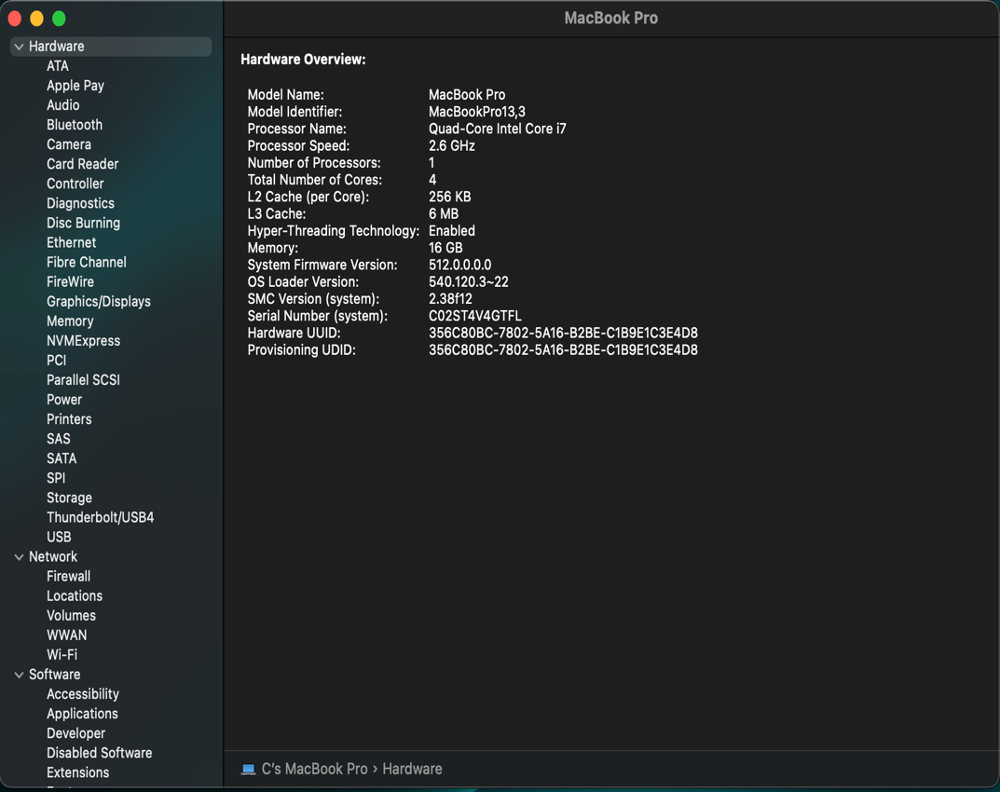 MacBook Pro
Hardware
ATA
Apple Pay
Audio
Bluetooth
Camera
Card Reader
Controller
Diagnostics
Disc Burning
Ethernet
Fibre Channel
FireWire
Graphics/Displays
Memory
NVMExpress
PCI
Parallel SCSI
Power
Printers
SAS
SATA
SPI
Storage
Thunderbolt/USB4
USB
Network
Firewall
Locations
Volumes
WWAN
Wi-Fi
Software
Accessibility
Applications
Developer
Disabled Software
Extensions
Hardware Overview:
Model Name: MacBook Pro
Model Identifier: MacBookPro13,3
Processor Name: Quad-Core Intel Core i7
Processor Speed: 2.6 GHz
Number of Processors: 1
Total Number of Cores: 4
L2 Cache (per Core): 256 KB
L3 Cache: 6 MB
Hyper-Threading Technology: Enabled
Memory: 16 GB
System Firmware Version: 512.0.0.0.0
OS Loader Version: 540.120.3~22
SMC Version (system): 2.38f12
Serial Number (system): C02ST4V4GTFL
Hardware UUID: 356C80BC-7802-5A16-B2BE-C1B9E1C3E4D8
Provisioning UDID: 356C80BC-7802-5A16-B2BE-C1B9E1C3E4D8
C's MacBook Pro › Hardware